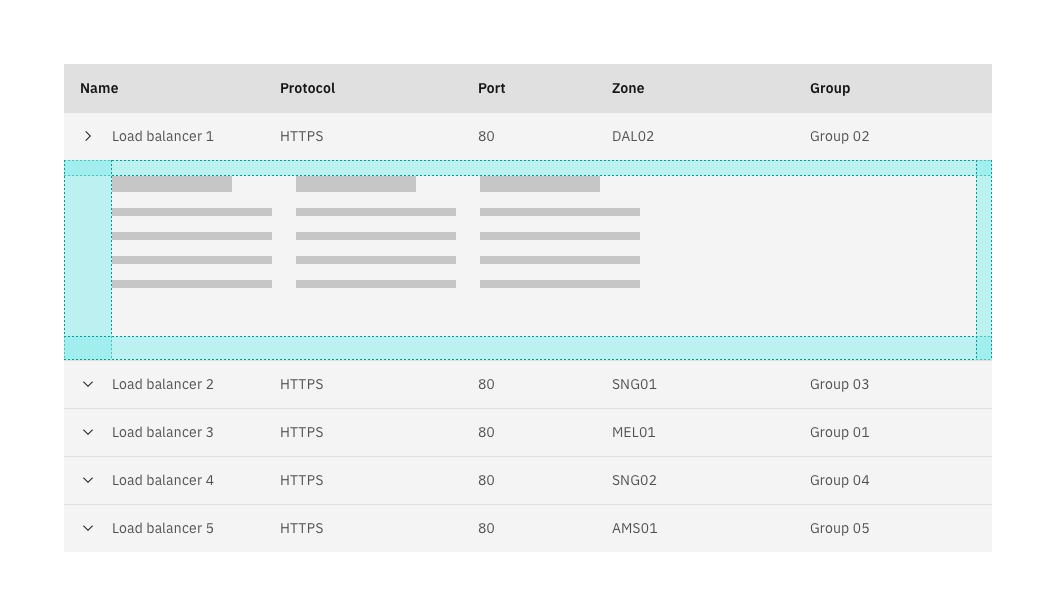 Name Protocol Port Zone Group
Load balancer 1 HTTPS 80 DAL02 Group 02
Load balancer 2 HTTPS 80 SNG01 Group 03
Load balancer 3 HTTPS 80 MEL01 Group 01
Load balancer 4 HTTPS 80 SNG02 Group 04
Load balancer 5 HTTPS 80 AMS01 Group 05